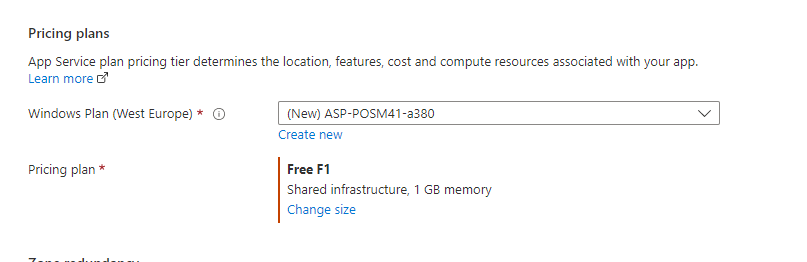 Pricing plans
App Service plan pricing tier determines the location, features, cost and compute resources associated with your app.
Learn more
Windows Plan (West Europe) *
(New) ASP-POSM41-a380
Create new
Pricing plan *
Free F1
Shared infrastructure, 1 GB memory
Change size
Zone redundancy